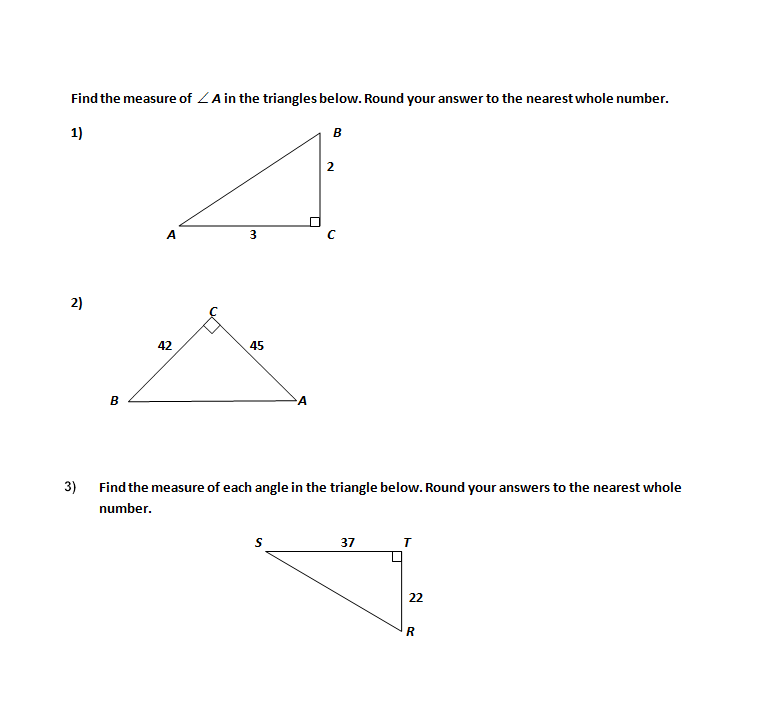 Find the measure of ∠A in the triangles below. Round your answer to the nearest whole number.
1)
B
2
A
3
C
2)
C
42
45
B
A
3) Find the measure of each angle in the triangle below. Round your answers to the nearest whole
number.
S
37
T
22
R